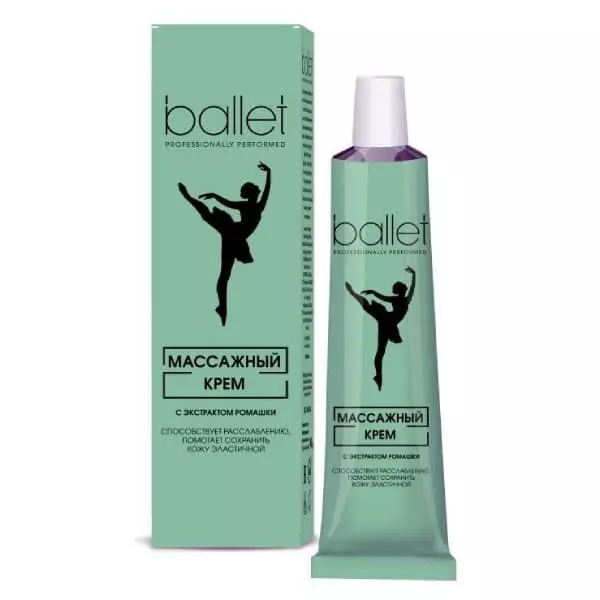 ballet
PROFESSIONALLY PERFORMED
МАССАЖНЫЙ
КРЕМ
С ЭКСТРАКТОМ РОМАШКИ
СПОСОБСТВУЕТ РАССЛАБЛЕНИЮ,
ПОМОГАЕТ СОХРАНИТЬ
КОЖУ ЭЛАСТИЧНОЙ
ballet
PROFESSIONALLY PERFORMED
МАССАЖНЫЙ
КРЕМ
С ЭКСТРАКТОМ РОМАШКИ
СПОСОБСТВУЕТ РАССЛАБЛЕНИЮ,
ПОМОГАЕТ СОХРАНИТЬ
КОЖУ ЭЛАСТИЧНОЙ